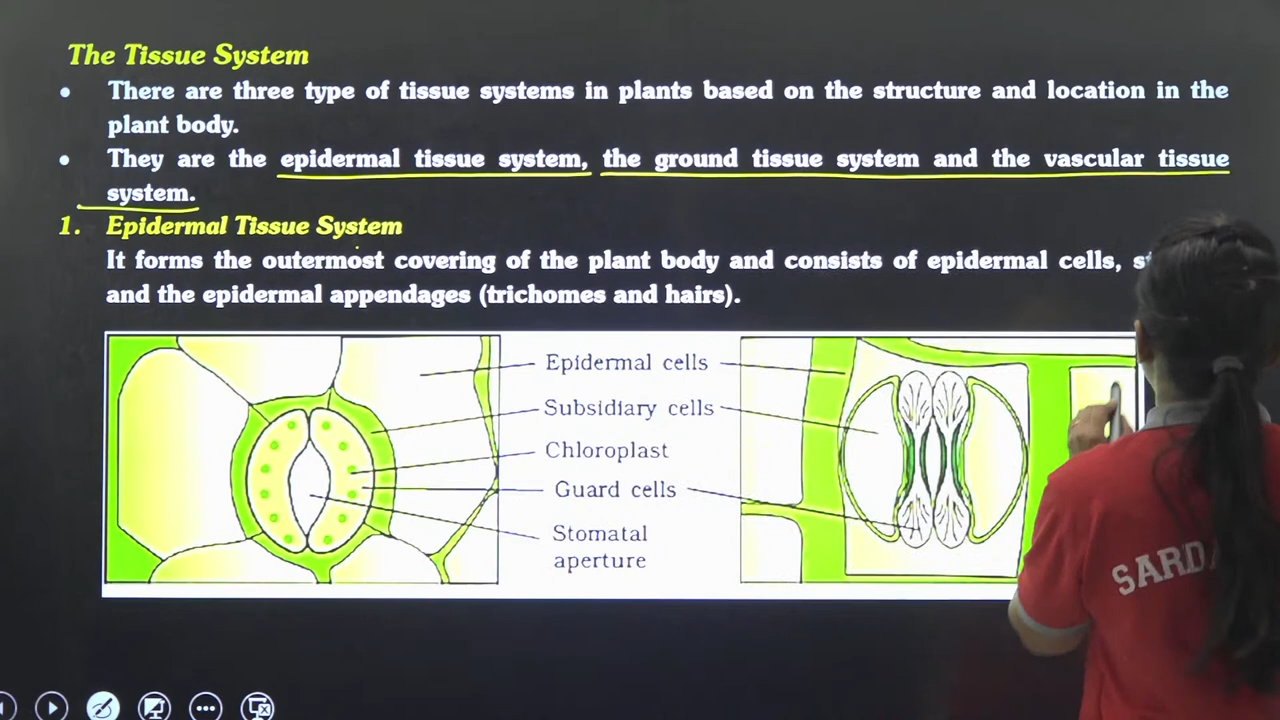 The Tissue System
• There are three type of tissue systems in plants based on the structure and location in the
plant body.
• They are the epidermal tissue system, the ground tissue system and the vascular tissue
system.
1. Epidermal Tissue System
It forms the outermost covering of the plant body and consists of epidermal cells,
and the epidermal appendages (trichomes and hairs).
Epidermal cells
Subsidiary cells
Chloroplast
Guard cells
Stomatal
aperture